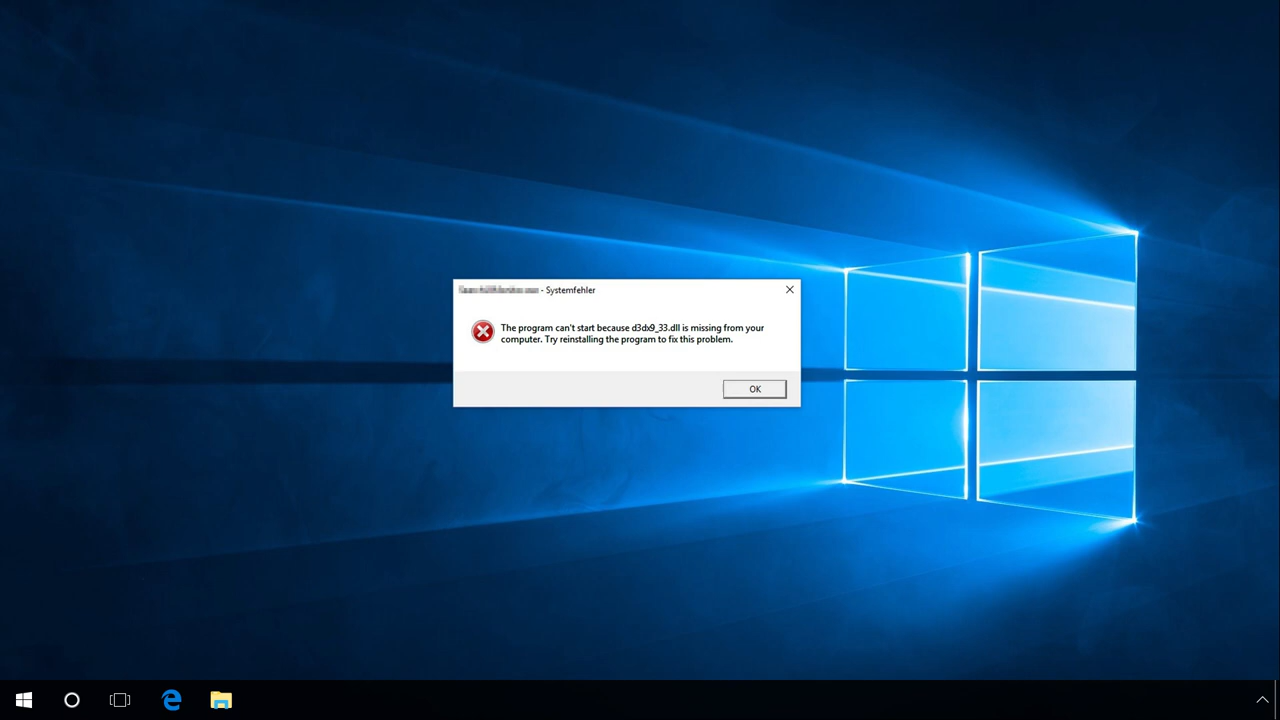 - Systemfehler
The program can't start because d3dx9_33.dll is missing from your
computer. Try reinstalling the program to fix this problem.
OK